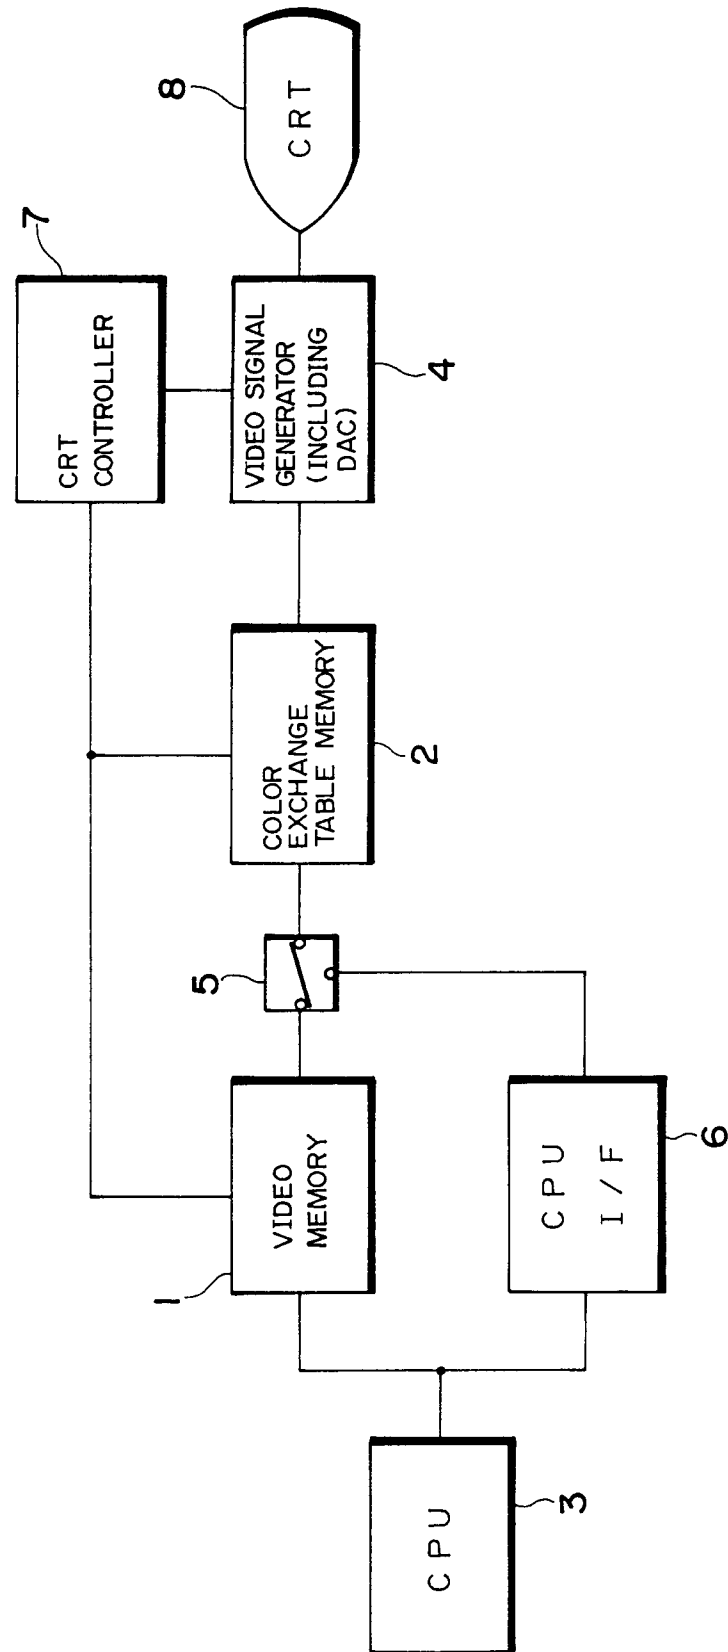 CPU
3
VIDEO
MEMORY
1
CPU
I/F
6
5
COLOR
EXCHANGE
TABLE MEMORY
2
CRT
CONTROLLER
7
VIDEO SIGNAL
GENERATOR
(INCLUDING
DAC)
4
CRT
8